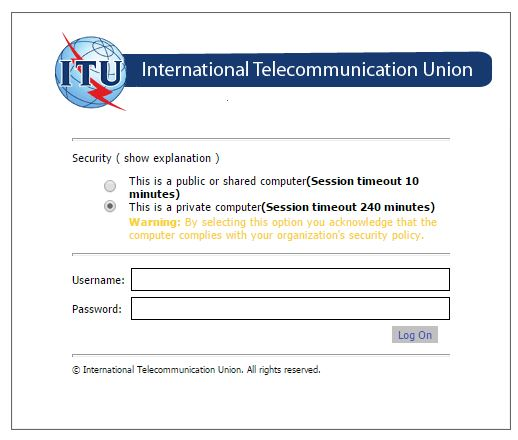 ITU International Telecommunication Union
Security ( show explanation )
This is a public or shared computer(Session timeout 10
minutes)
This is a private computer(Session timeout 240 minutes)
Warning: By selecting this option you acknowledge that the
computer complies with your organization's security policy.
Username:
Password:
Log On
© International Telecommunication Union. All rights reserved.